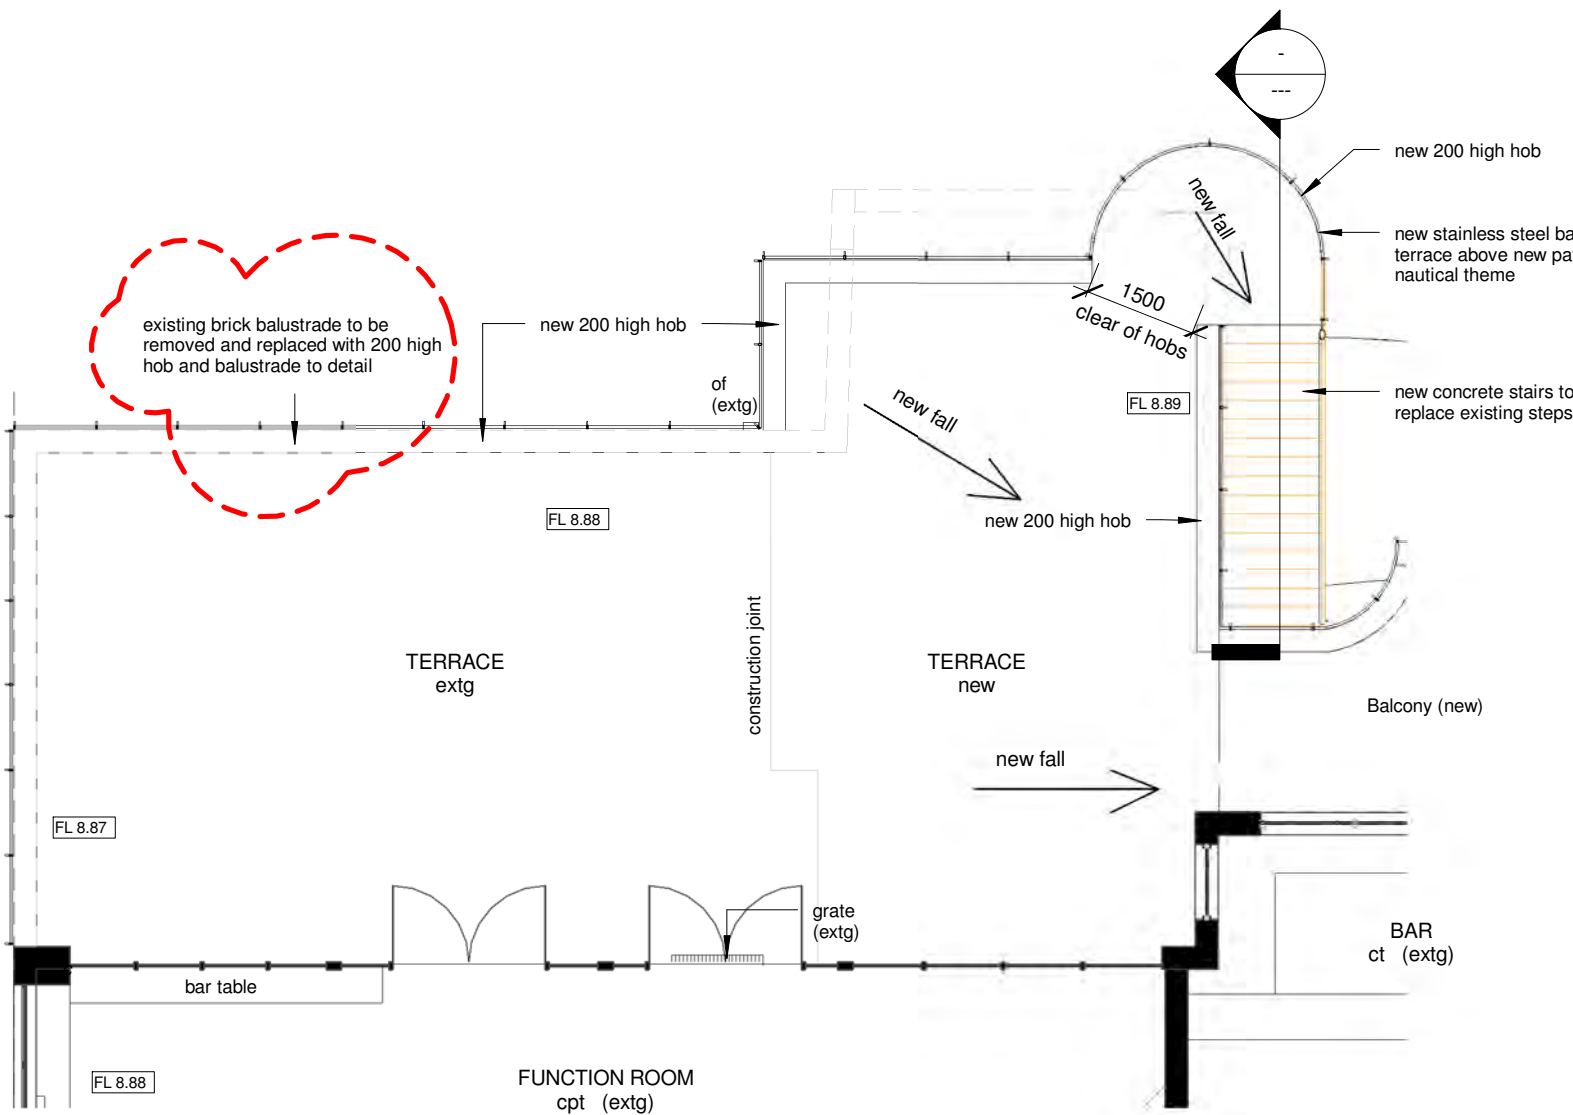 -
---
new 200 high hob
new fall
new stainless steel
terrace above new
nautical theme
existing brick balustrade to be
removed and replaced with 200 high
hob and balustrade to detail
new 200 high hob
1500
clear of hobs
of
(extg)
new fall
FL 8.89
new concrete stairs to
replace existing steps
FL 8.88
new 200 high hob
construction joint
TERRACE
extg
TERRACE
new
Balcony (new)
new fall
FL 8.87
grate
(extg)
BAR
ct (extg)
bar table
FL 8.88
FUNCTION ROOM
cpt (extg)